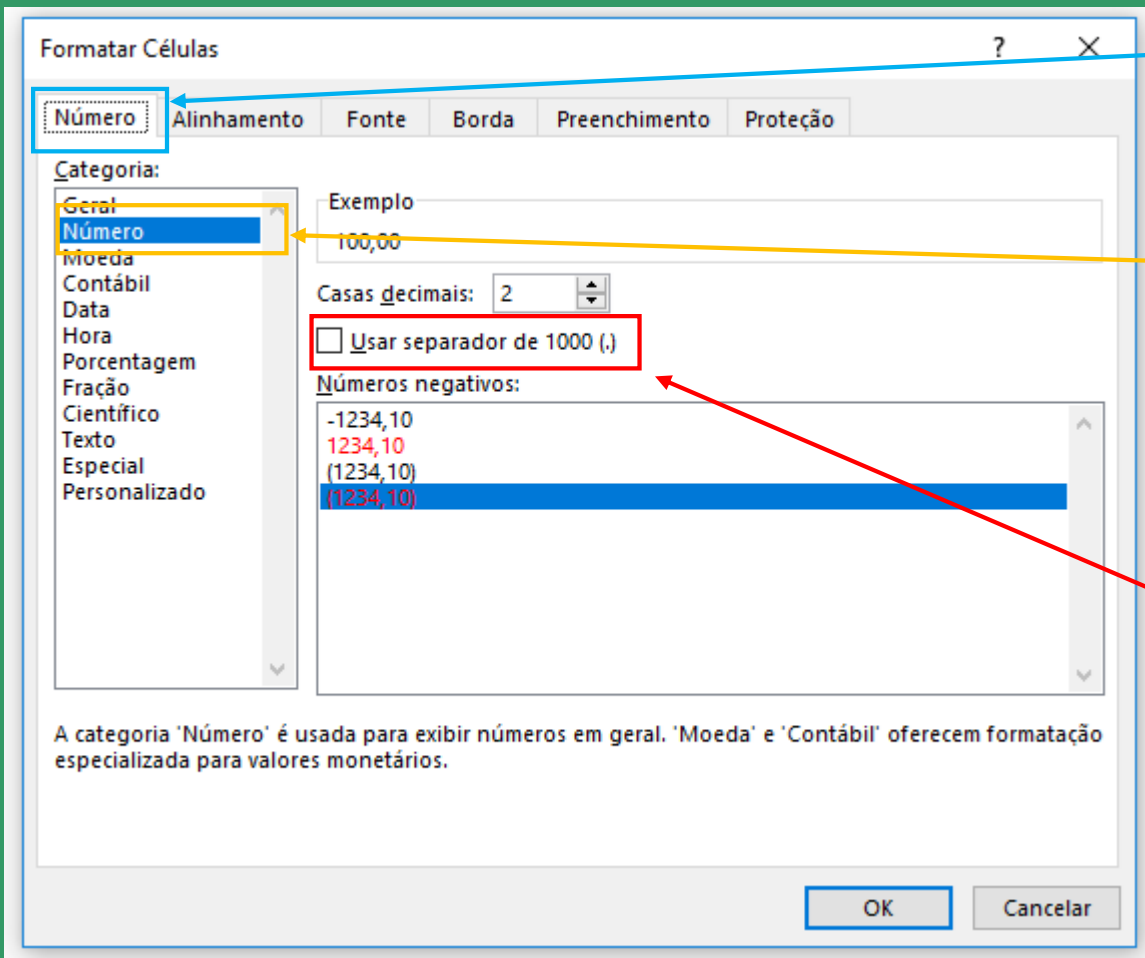 Formatar Células
?
Número Alinhamento Fonte Borda Preenchimento Proteção
Categoria:
Geral
Número
Moeda
Contábil
Data
Hora
Porcentagem
Fração
Científico
Texto
Especial
Personalizado
Exemplo
100,00
Casas decimais: 2
Usar separador de 1000 (.)
Números negativos:
-1234,10
1234,10
(1234,10)
(1234,10)
A categoria 'Número' é usada para exibir números em geral. 'Moeda' e 'Contábil' oferecem formatação
especializada para valores monetários.
OK Cancelar